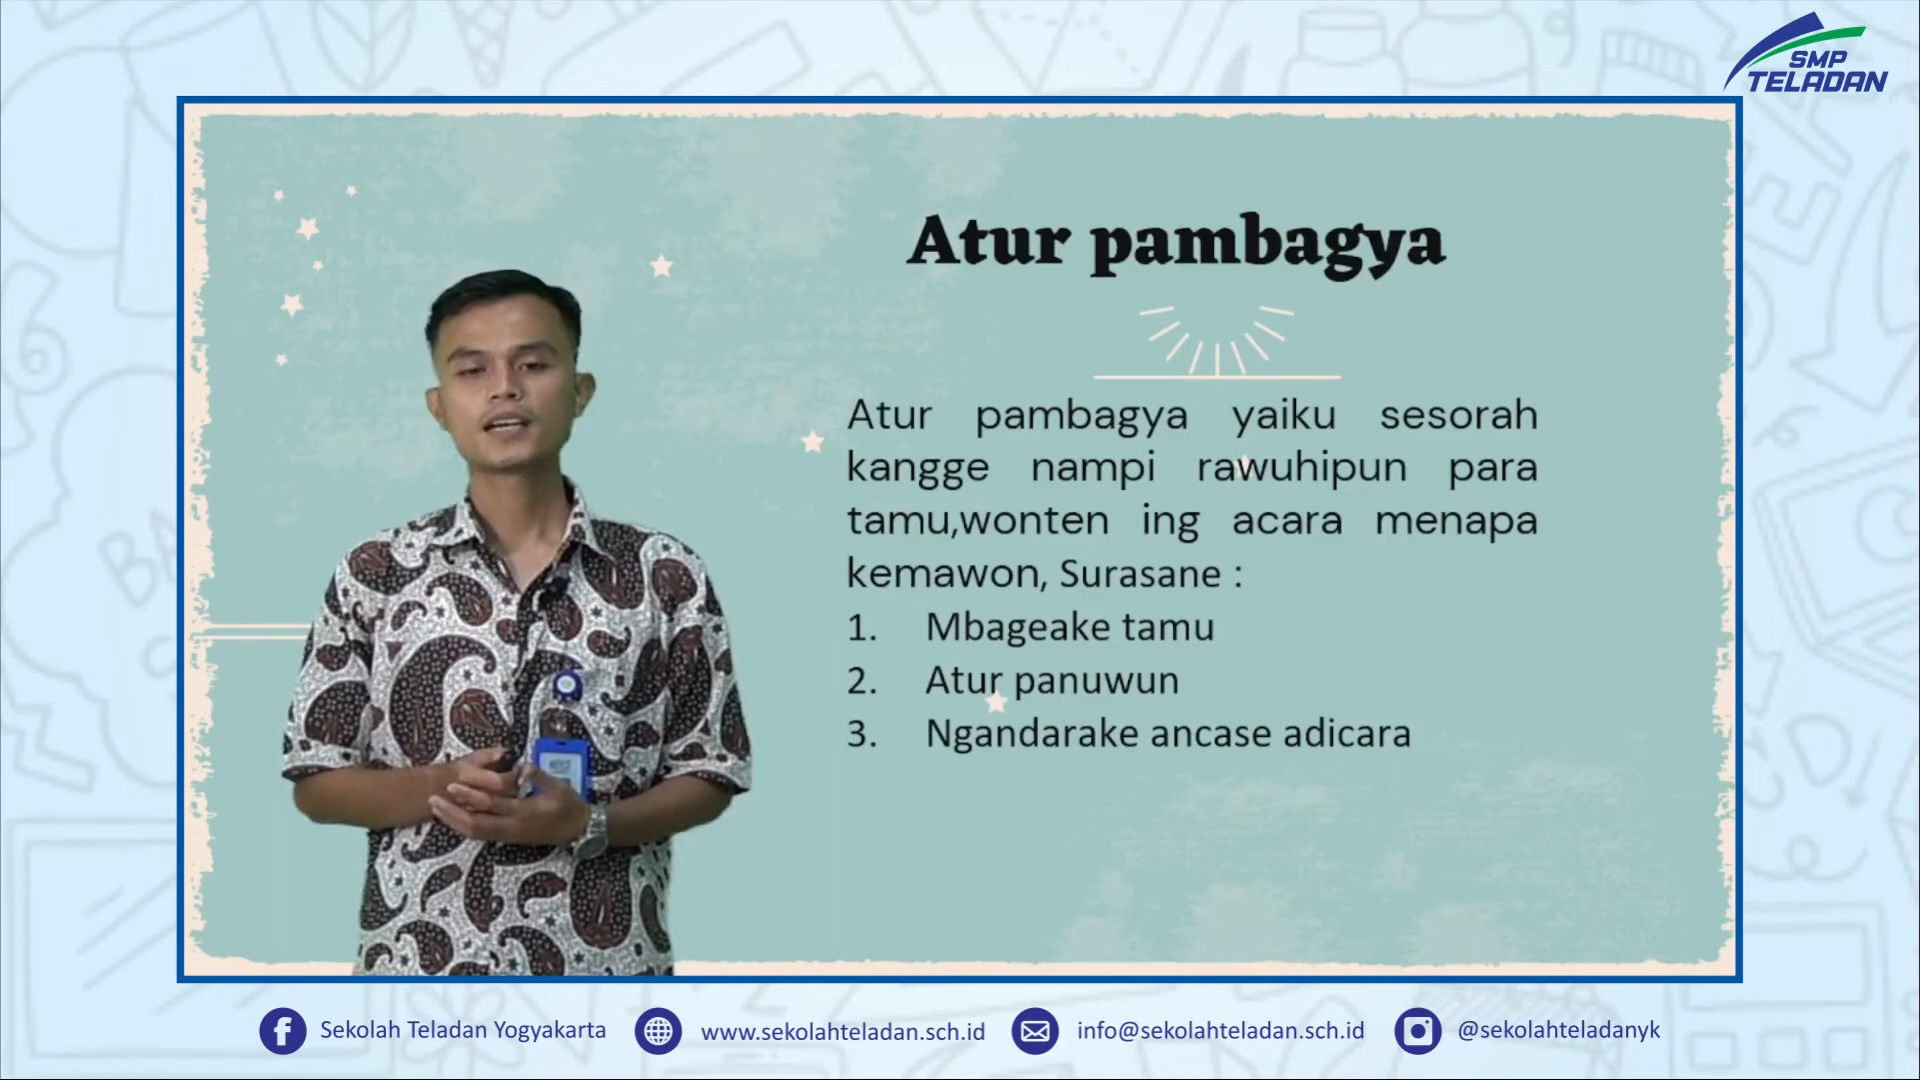 SMP
TELADAN
Atur pambagya
Atur pambagya yaiku sesorah
kangge nampi rawuhipun para
tamu,wonten ing acara menapa
kemawon, Surasane :
1. Mbageake tamu
2. Atur panuwun
3. Ngandarake ancase adicara
Sekolah Teladan Yogyakarta
www.sekolahteladan.sch.id
info@sekolahteladan.sch.id
@sekolahteladanyk